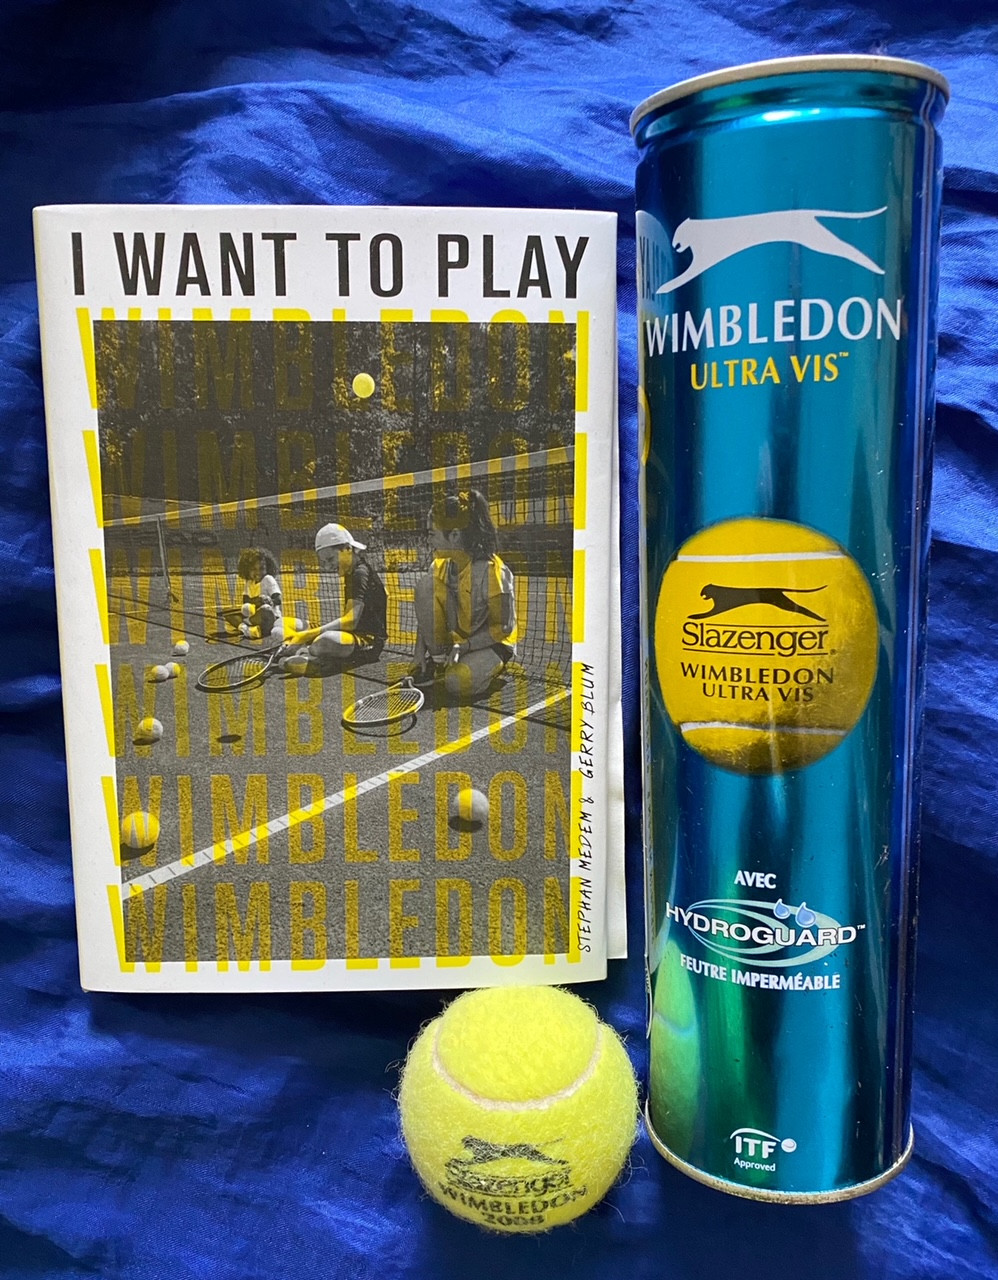 I WANT TO PLAY
WIMBLEDON
WIMBLEDON
WIMBLEDON
WIMBLEDON
WIMBLEDON
WIMBLEDON
STEPHAN MEDEM & GERRY BLUM
WIMBLEDON
ULTRA VIS™
Slazenger®
WIMBLEDON
ULTRA VIS
AVEC
HYDROGUARD™
FEUTRE IMPERMÉABLE
ITF
Approved
Slazenger
WIMBLEDON
2008